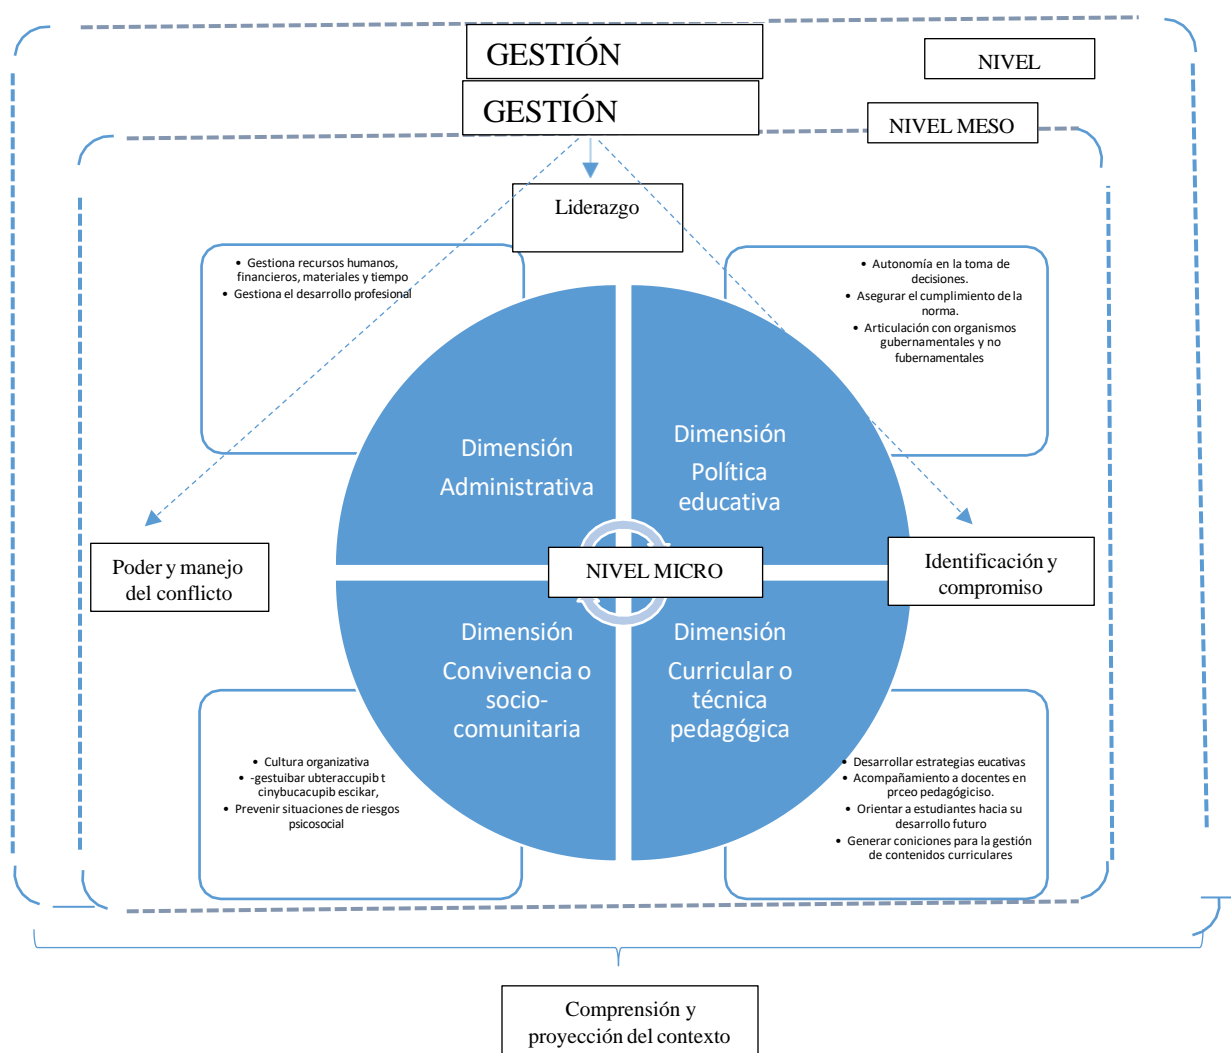 GESTIÓN
NIVEL
GESTIÓN
NIVEL MESO
Liderazgo
• Gestiona recursos humanos,
financieros, materiales y tiempo
• Gestiona el desarrollo profesional
• Autonomía en la toma de
decisiones.
• Asegurar el cumplimiento de la
norma.
• Articulación con organismos
gubernamentales y no
fubernamentales
Dimensión
Administrativa
Dimensión
Política
educativa
Poder y manejo
del conflicto
NIVEL MICRO
Identificación y
compromiso
Dimensión
Convivencia o
socio-
comunitaria
Dimensión
Curricular o
técnica
pedagógica
• Cultura organizativa
• -gestuibar ubteraccupib t
cinybucacupib escikar,
• Prevenir situaciones de riesgos
psicosocial
• Desarrollar estrategias eucativas
• Acompañamiento a docentes en
prceo pedagógiciso.
• Orientar a estudiantes hacia su
desarrollo futuro
• Generar coniciones para la gestión
de contenidos curriculares
Comprensión y
proyección del contexto